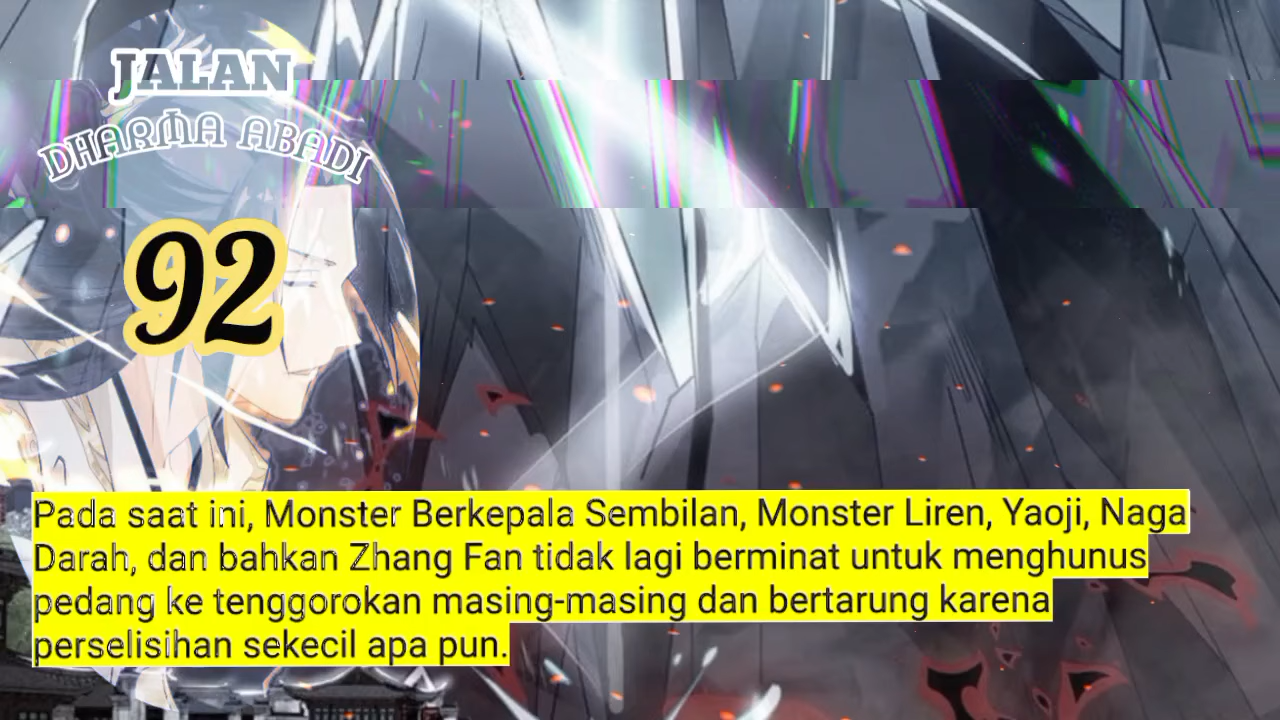 JALAN
DHARMA ABADI
92
Pada saat ini, Monster Berkepala Sembilan, Monster Liren, Yaoji, Naga
Darah, dan bahkan Zhang Fan tidak lagi berminat untuk menghunus
pedang ke tenggorokan masing-masing dan bertarung karena
perselisihan sekecil apa pun.